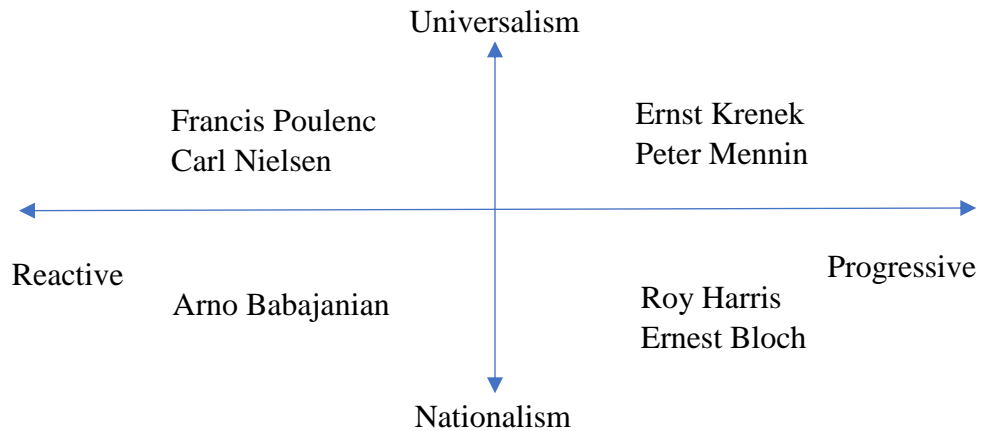 Universalism
Francis Poulenc
Carl Nielsen
Ernst Krenek
Peter Mennin
Reactive
Progressive
Arno Babajanian
Roy Harris
Ernest Bloch
Nationalism